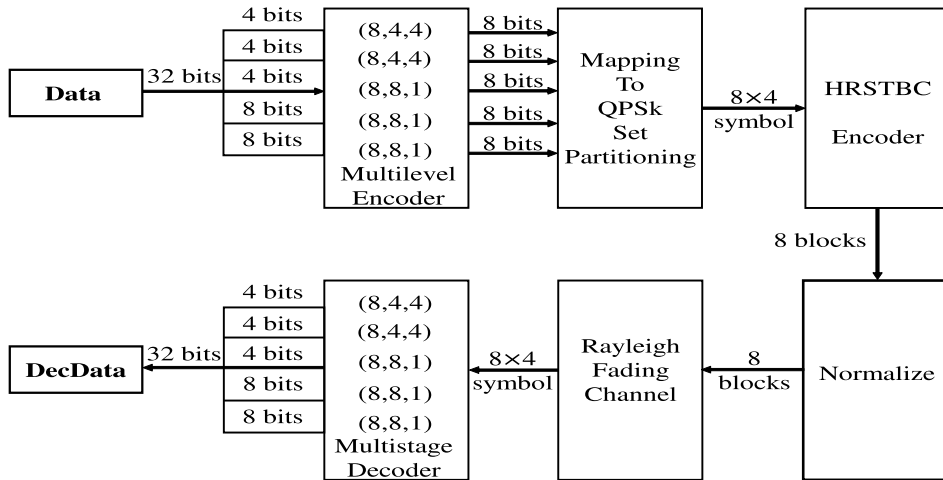 4 bits
4 bits
4 bits
8 bits
8 bits
Data
32 bits
(8,4,4)
(8,4,4)
(8,8,1)
(8,8,1)
(8,8,1)
Multilevel
Encoder
8 bits
8 bits
8 bits
8 bits
8 bits
Mapping
To
QPSk
Set
Partitioning
8×4
symbol
HRSTBC
Encoder
8 blocks
Normalize
8
blocks
Rayleigh
Fading
Channel
8×4
symbol
(8,4,4)
(8,4,4)
(8,8,1)
(8,8,1)
(8,8,1)
Multistage
Decoder
4 bits
4 bits
4 bits
8 bits
8 bits
32 bits
DecData